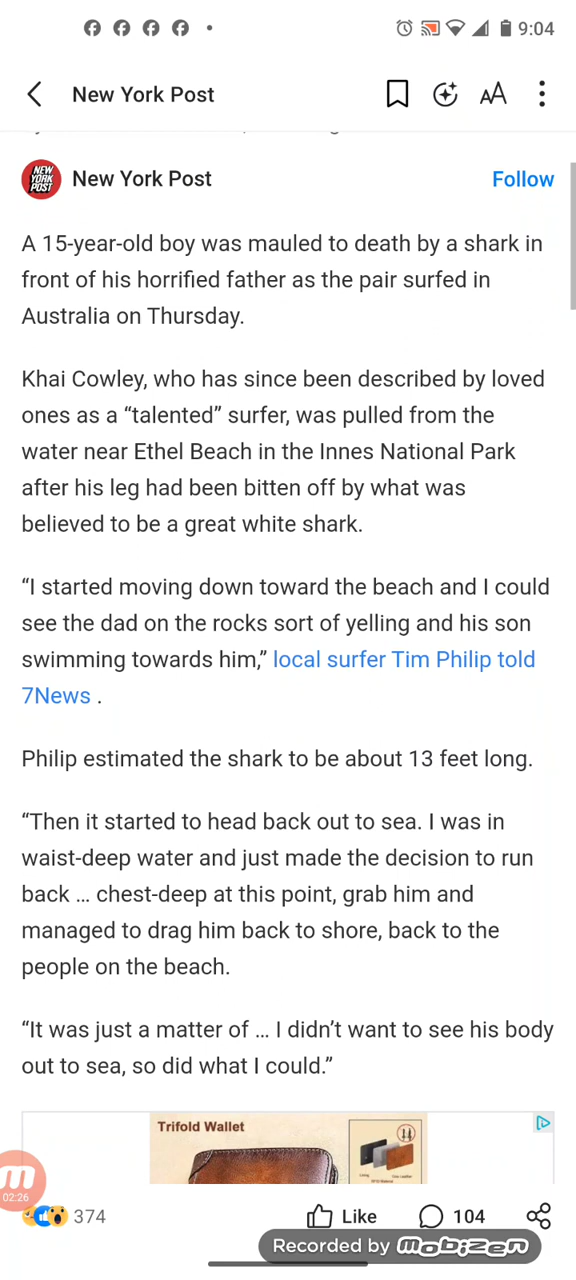 9:04
New York Post
AA
NEW
YORK
POST
New York Post
Follow
A 15-year-old boy was mauled to death by a shark in
front of his horrified father as the pair surfed in
Australia on Thursday.
Khai Cowley, who has since been described by loved
ones as a “talented” surfer, was pulled from the
water near Ethel Beach in the Innes National Park
after his leg had been bitten off by what was
believed to be a great white shark.
“I started moving down toward the beach and I could
see the dad on the rocks sort of yelling and his son
swimming towards him,” local surfer Tim Philip told
7News .
Philip estimated the shark to be about 13 feet long.
“Then it started to head back out to sea. I was in
waist-deep water and just made the decision to run
back ... chest-deep at this point, grab him and
managed to drag him back to shore, back to the
people on the beach.
“It was just a matter of ... I didn’t want to see his body
out to sea, so did what I could.”
Trifold Wallet
02:26
374
Like
104
Recorded by mobizen